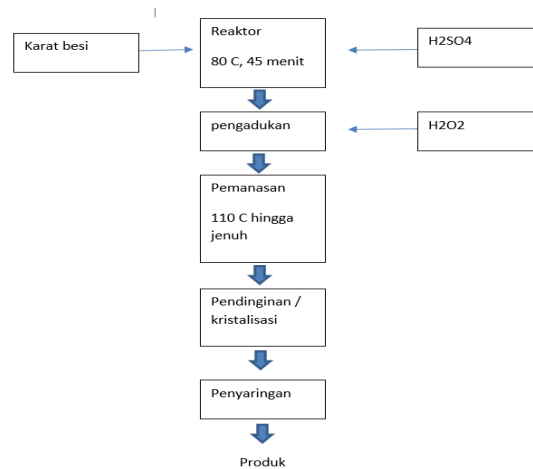 Karat besi
Reaktor
80 C, 45 menit
H2SO4
pengadukan
H2O2
Pemanasan
110 C hingga
jenuh
Pendinginan /
kristalisasi
Penyaringan
Produk